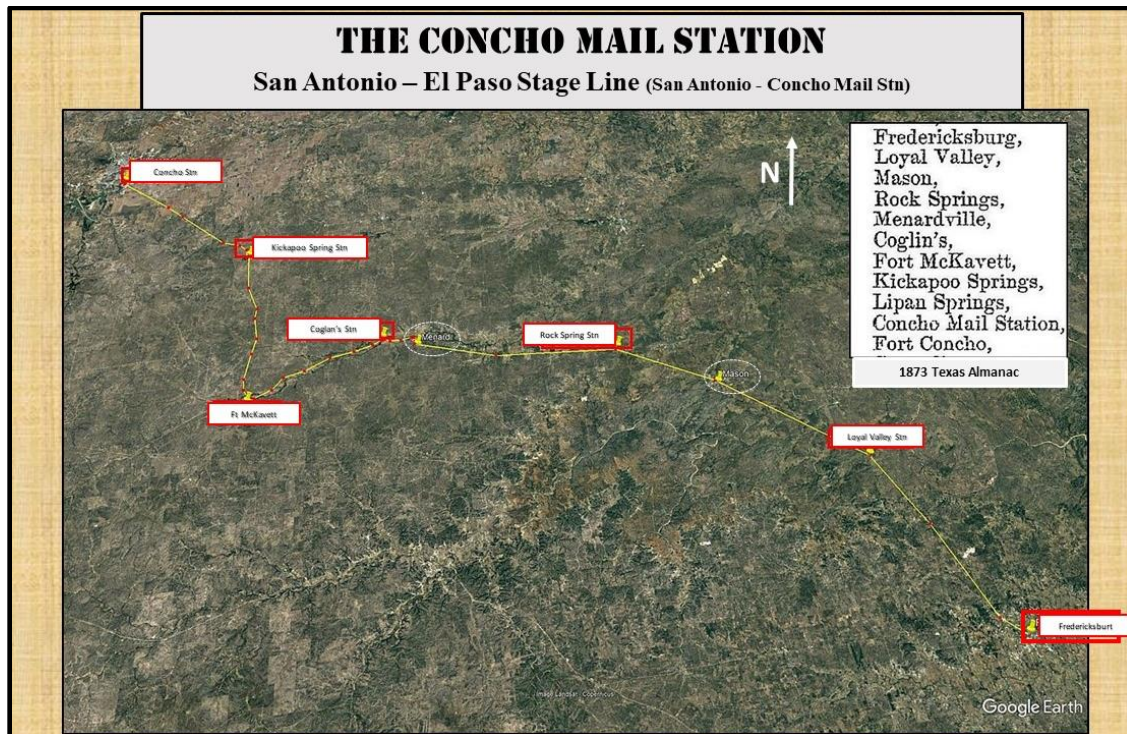 THE CONCHO MAIL STATION
San Antonio – El Paso Stage Line (San Antonio - Concho Mail Stn)
N
Fredericksburg,
Loyal Valley,
Mason,
Rock Springs,
Menardville,
Coglin's,
Fort McKavett,
Kickapoo Springs,
Lipan Springs,
Concho Mail Station,
Fort Concho,
1873 Texas Almanac
Concho Stn
Kickapoo Spring Stn
Coglan's Stn
Menard
Rock Spring Stn
Mason
Ft McKavett
Loyal Valley Stn
Fredericksburt
Image Landsat / Copernicus
Google Earth